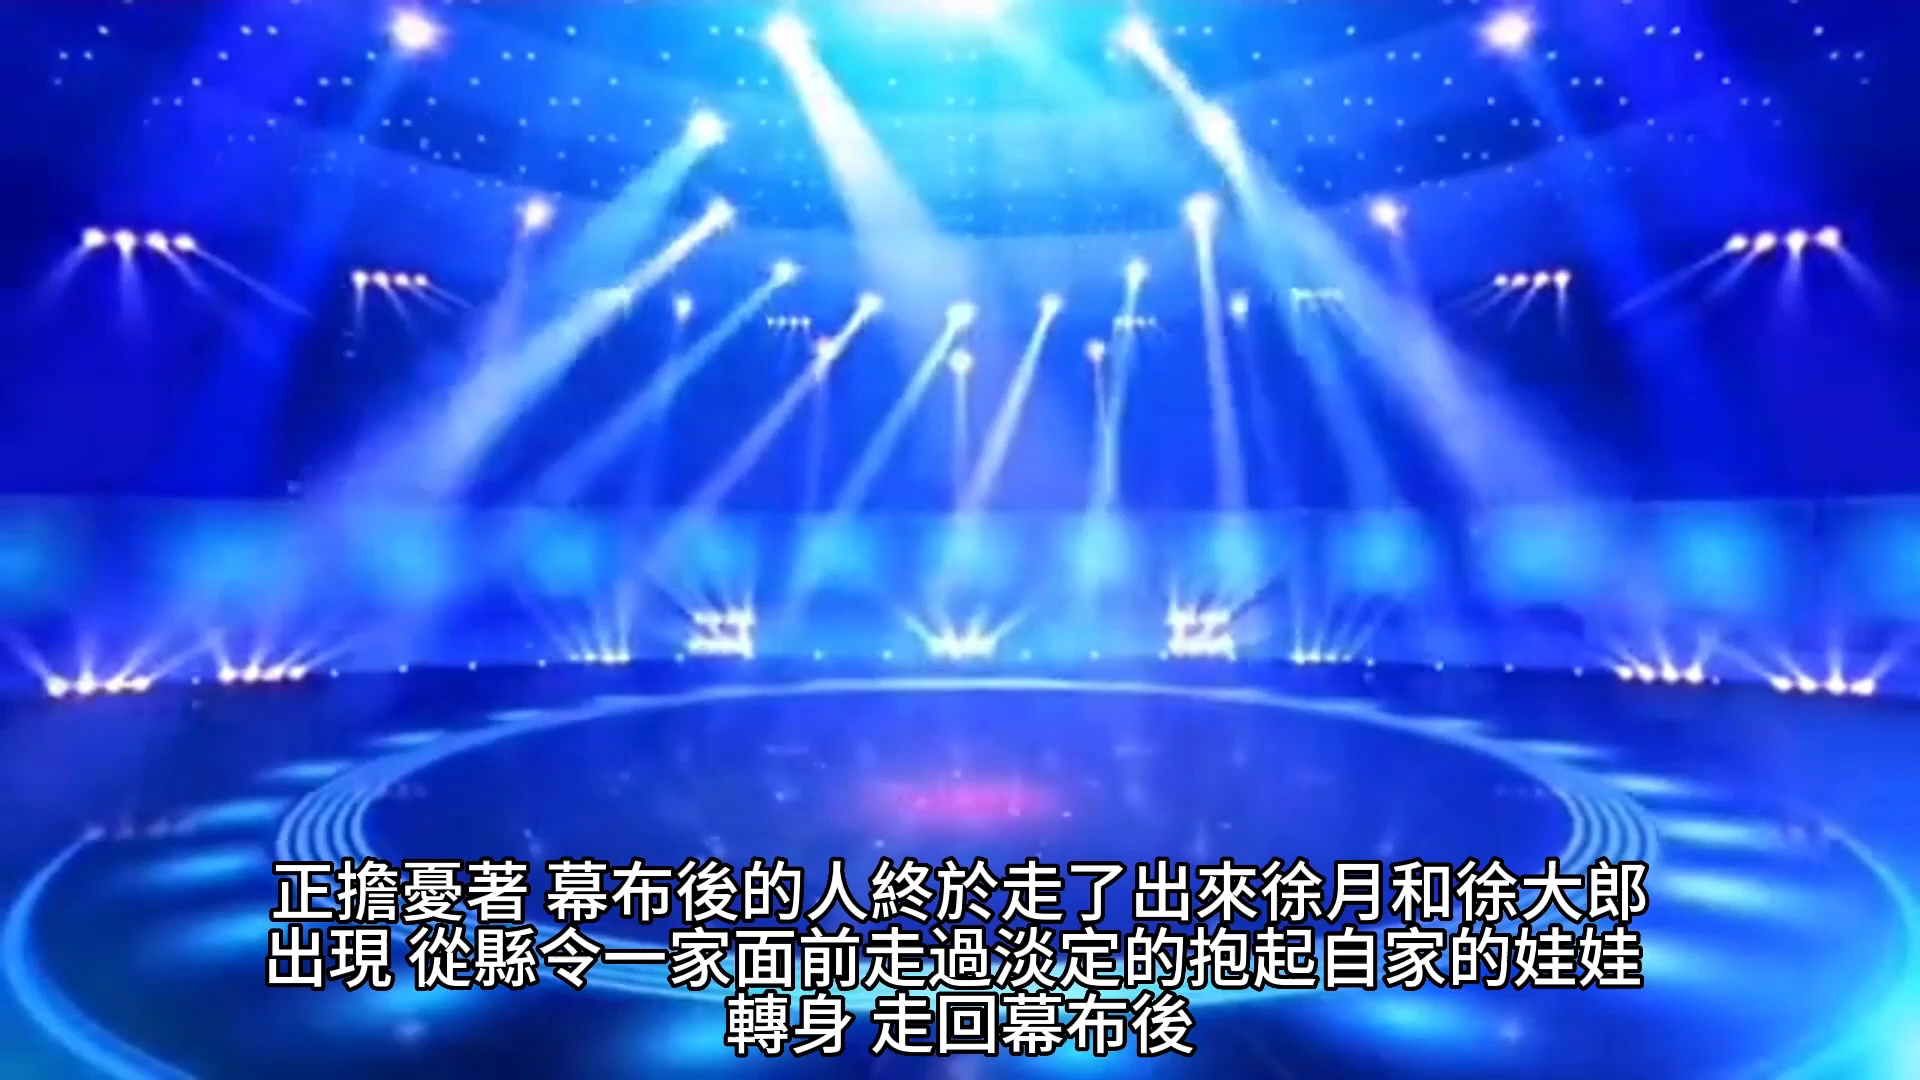 正擔憂著 幕布後的人終於走了出來徐月和徐大郎
出現 從縣令一家面前走過淡定的抱起自家的娃娃
轉身 走回幕布後